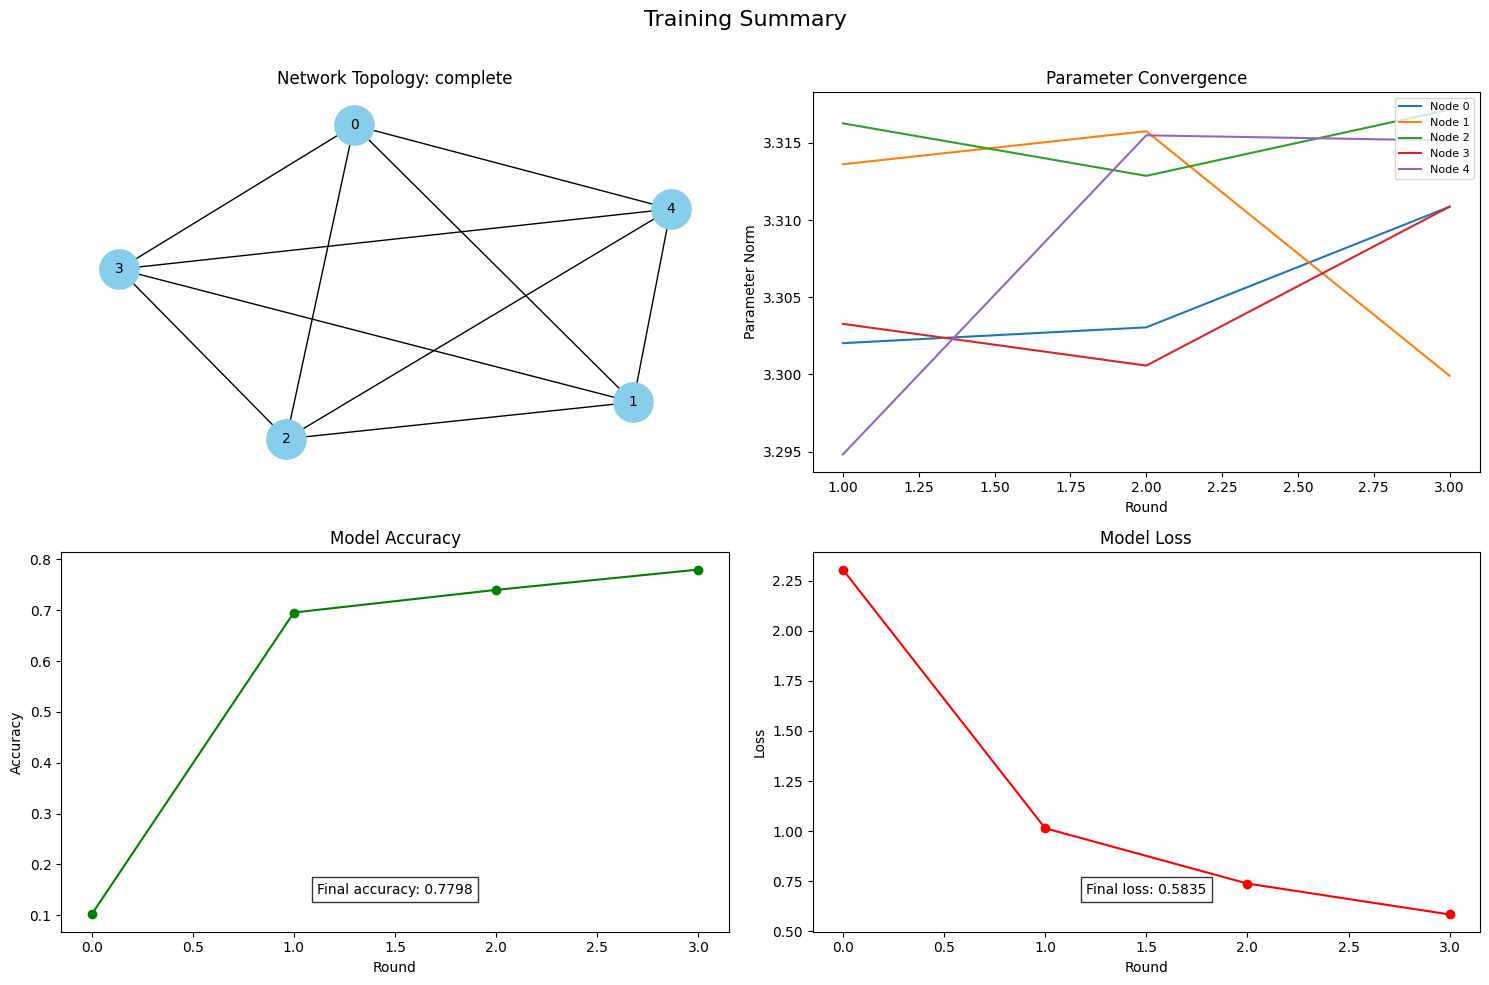 Training Summary
Network Topology: complete
0
4
3
1
2
Parameter Convergence
Node 0
Node 1
Node 2
Node 3
Node 4
3.315
3.310
3.305
3.300
3.295
Parameter Norm
1.00 1.25 1.50 1.75 2.00 2.25 2.50 2.75 3.00
Round
Model Accuracy
0.8
0.7
0.6
0.5
0.4
0.3
0.2
0.1
Accuracy
Final accuracy: 0.7798
0.0 0.5 1.0 1.5 2.0 2.5 3.0
Round
Model Loss
2.25
2.00
1.75
1.50
1.25
1.00
0.75
0.50
Loss
Final loss: 0.5835
0.0 0.5 1.0 1.5 2.0 2.5 3.0
Round